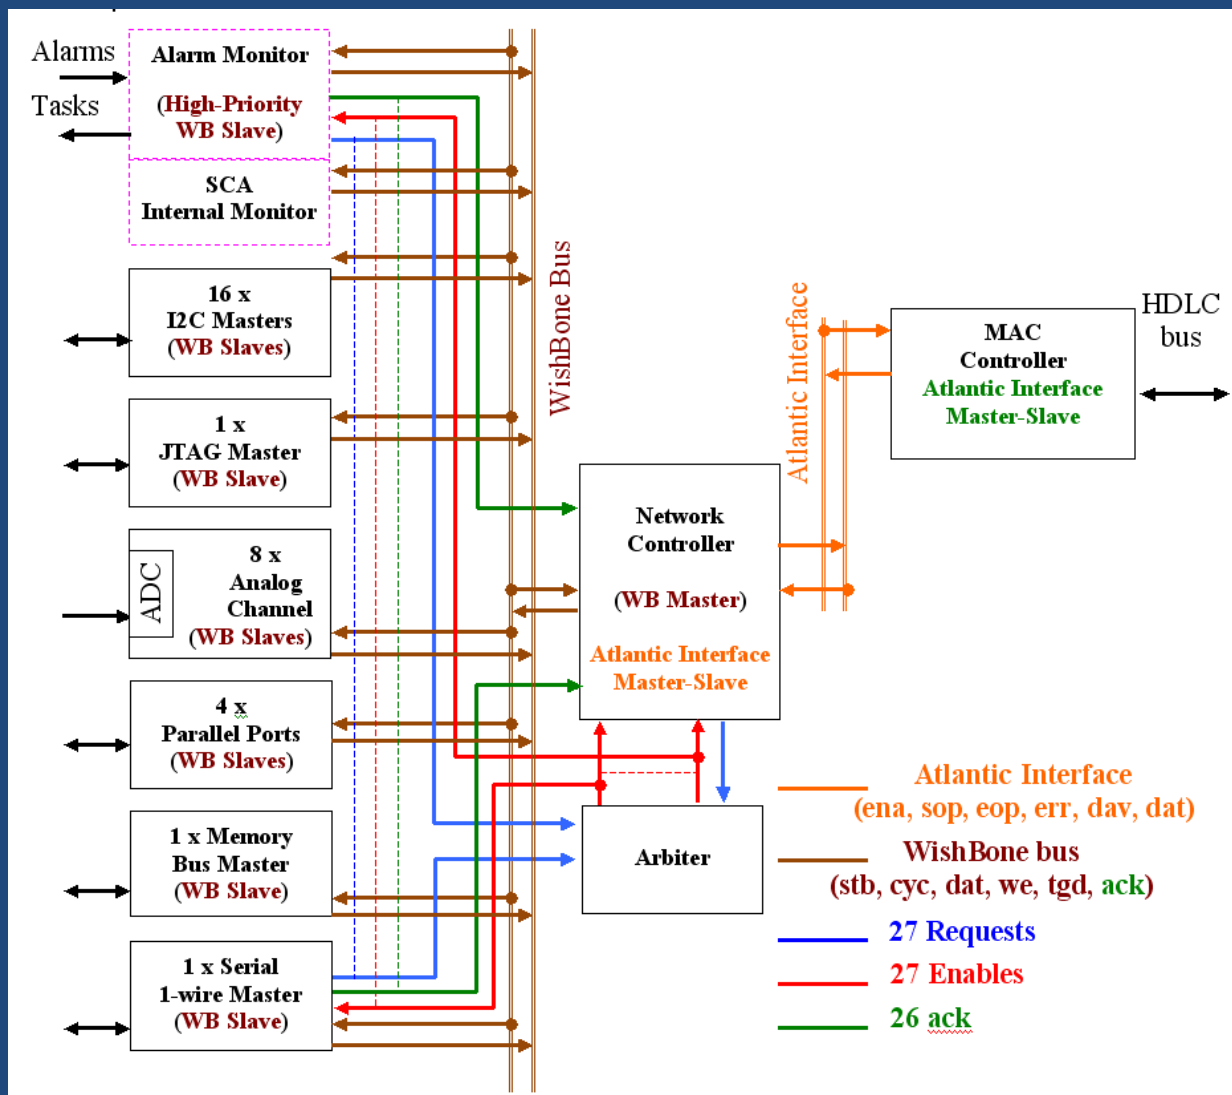 Alarms
Tasks
Alarm Monitor
(High-Priority
WB Slave)
SCA
Internal Monitor
16 x
I2C Masters
(WB Slaves)
1 x
JTAG Master
(WB Slave)
ADC
8 x
Analog
Channel
(WB Slaves)
4 x
Parallel Ports
(WB Slaves)
1 x Memory
Bus Master
(WB Slave)
1 x Serial
1-wire Master
(WB Slave)
WishBone Bus
Network
Controller
(WB Master)
Atlantic Interface
Master-Slave
Arbiter
Atlantic Interface
MAC
Controller
Atlantic Interface
Master-Slave
HDLC
bus
Atlantic Interface
(ena, sop, eop, err, dav, dat)
WishBone bus
(stb, cyc, dat, we, tgd, ack)
27 Requests
27 Enables
26 ack